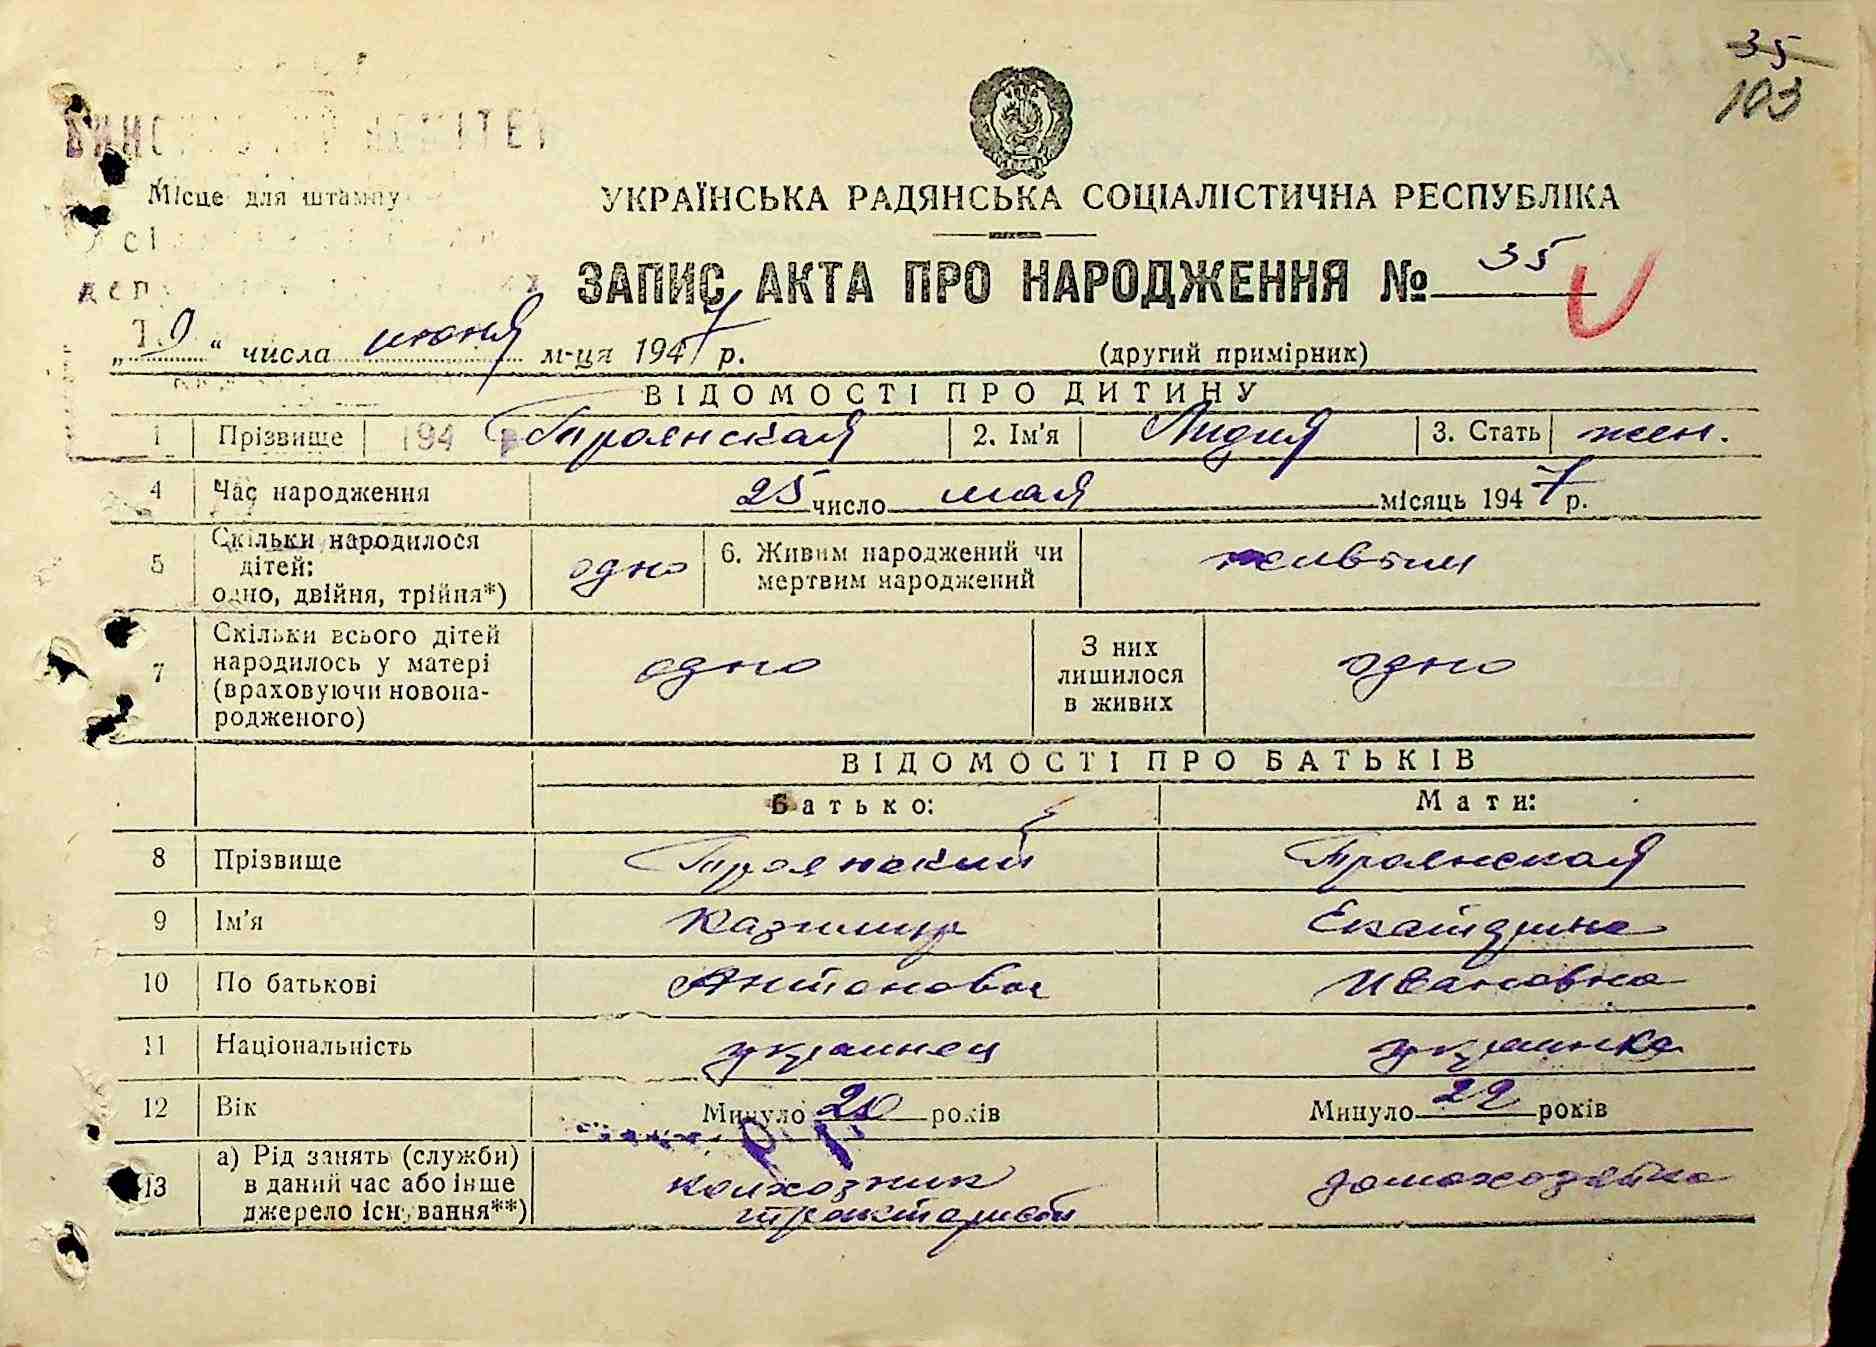 35
103
КОМІТЕТ
Місце для штампу
УКРАЇНСЬКА РАДЯНСЬКА СОЦІАЛІСТИЧНА РЕСПУБЛІКА
ЗАПИС АКТА ПРО НАРОДЖЕННЯ № 35
"9" числа июня м-ця 1947 р. (другий примірник)
ВІДОМОСТІ ПРО ДИТИНУ
1 Прізвище 194 р Троянская 2. Ім'я Лидия 3. Стать жен.
4 Час народження 25 число мая місяць 1947 р.
5 Скільки народилося дітей: одно, двійня, трійня*) одно 6. Живим народжений чи мертвим народжений живым
7 Скільки всього дітей народилось у матері (враховуючи новонародженого) одно З них лишилося в живих одно
ВІДОМОСТІ ПРО БАТЬКІВ
Батько: Мати:
8 Прізвище Троянский Троянская
9 Ім'я Казимир Екатерина
10 По батькові Антонович Ивановна
11 Національність украинец украинка
12 Вік Минуло 20 років Минуло 22 років
13 а) Рід занять (служби) в даний час або інше джерело існування**) колхозник тракторист домохозяйка